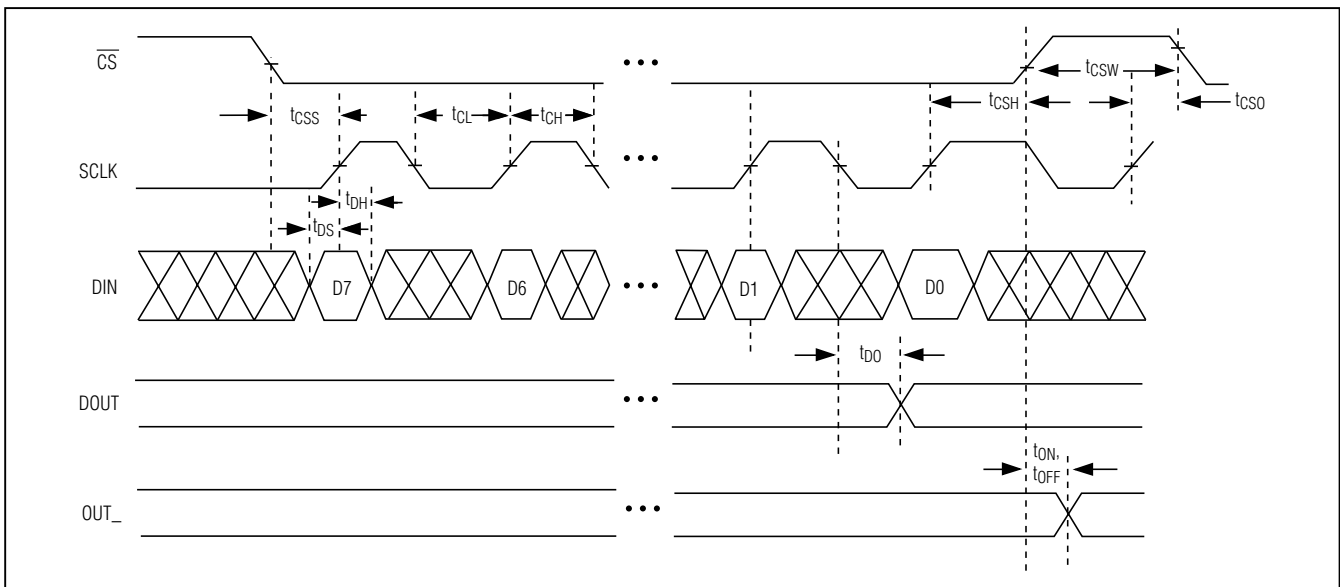 CS
tCSW
tCSS
tCL
tCH
tCSH
tCSO
SCLK
tDH
tDS
DIN
D7
D6
D1
D0
tDO
DOUT
tON,
tOFF
OUT_